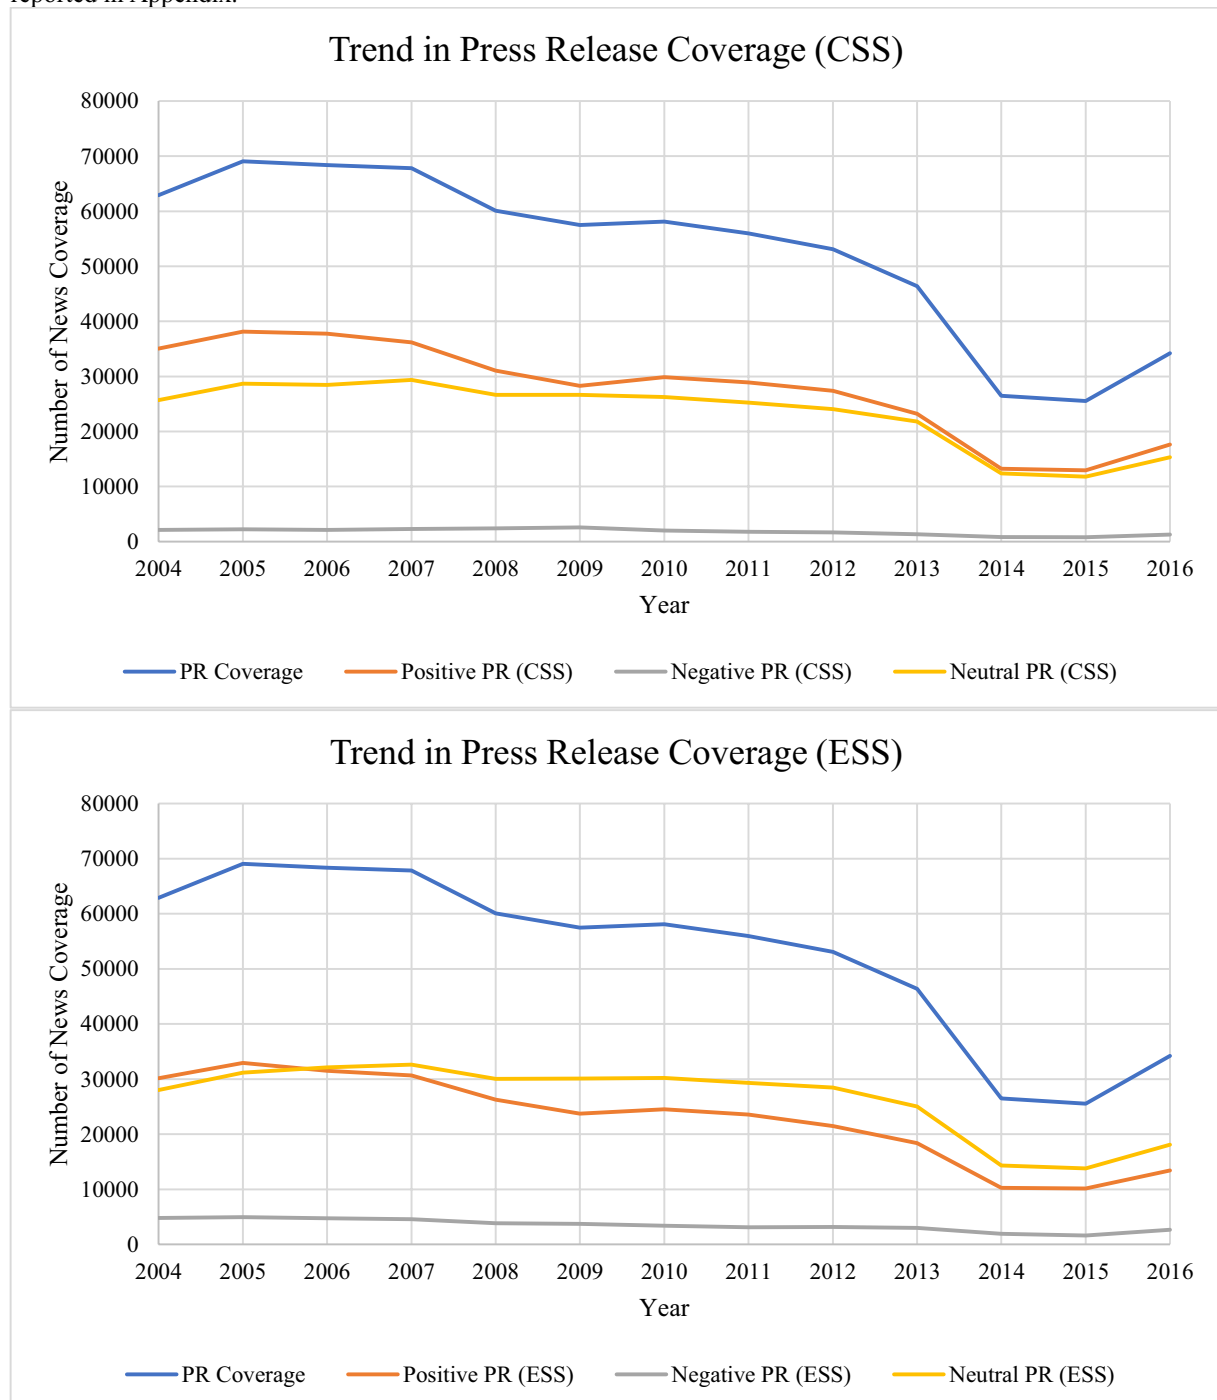 reported in Appendix.
Trend in Press Release Coverage (CSS)
80000
70000
60000
50000
40000
30000
20000
10000
0
Number of News Coverage
2004 2005 2006 2007 2008 2009 2010 2011 2012 2013 2014 2015 2016
Year
PR Coverage Positive PR (CSS) Negative PR (CSS) Neutral PR (CSS)
Trend in Press Release Coverage (ESS)
80000
70000
60000
50000
40000
30000
20000
10000
0
Number of News Coverage
2004 2005 2006 2007 2008 2009 2010 2011 2012 2013 2014 2015 2016
Year
PR Coverage Positive PR (ESS) Negative PR (ESS) Neutral PR (ESS)